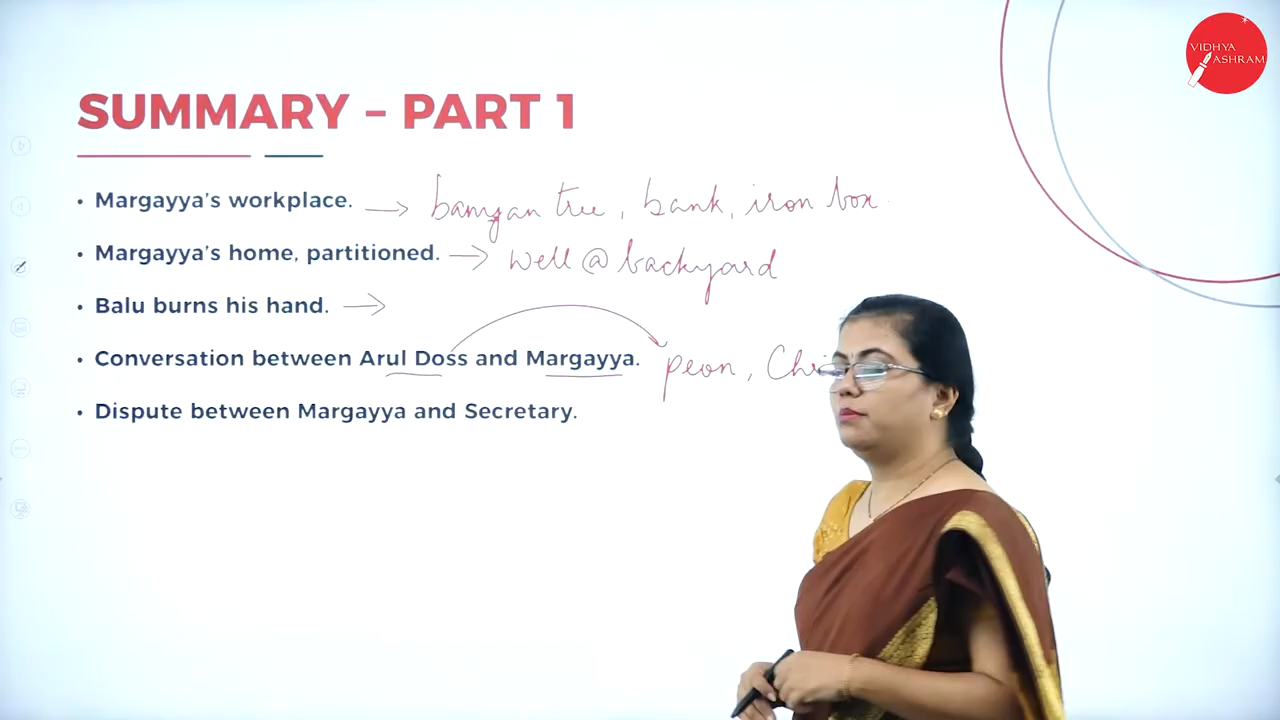 VIDHYA
ASHRAM
SUMMARY – PART 1
• Margayya's workplace. → banyan tree, bank, iron box.
• Margayya's home, partitioned. → well @ backyard
• Balu burns his hand. →
• Conversation between Arul Doss and Margayya. peon,
• Dispute between Margayya and Secretary.